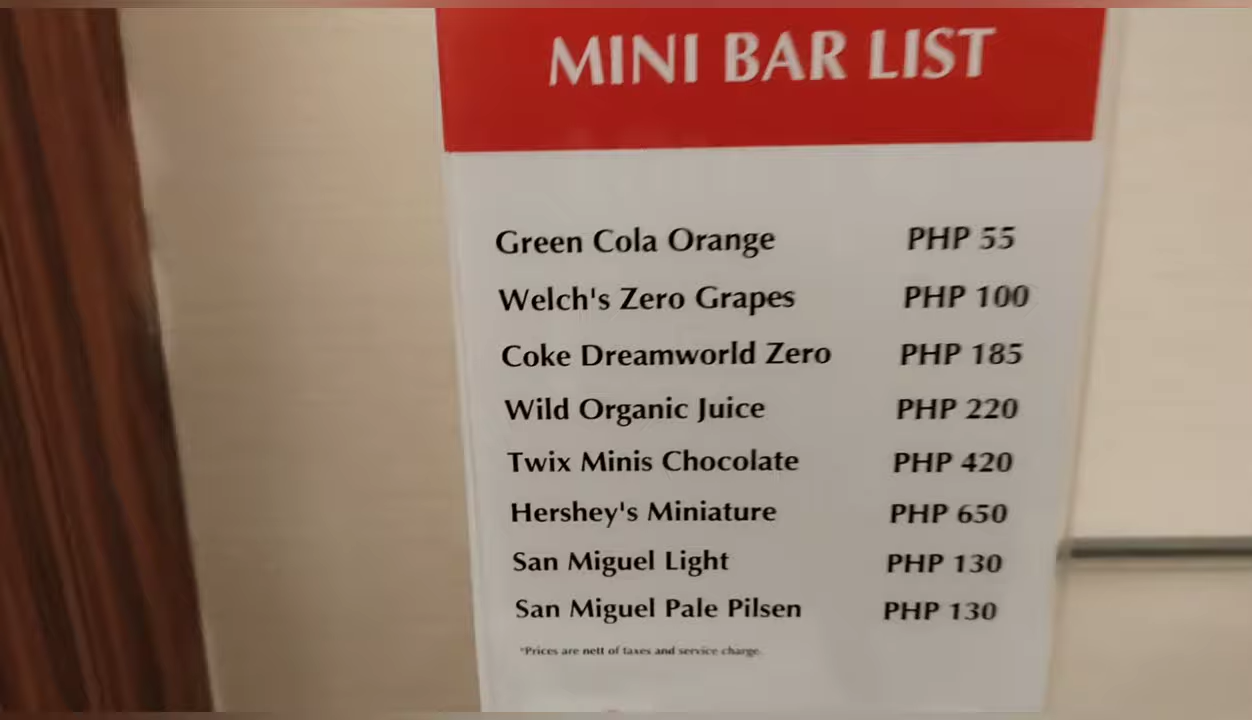 MINI BAR LIST
Green Cola Orange PHP 55
Welch's Zero Grapes PHP 100
Coke Dreamworld Zero PHP 185
Wild Organic Juice PHP 220
Twix Minis Chocolate PHP 420
Hershey's Miniature PHP 650
San Miguel Light PHP 130
San Miguel Pale Pilsen PHP 130
*Prices are nett of taxes and service charge.